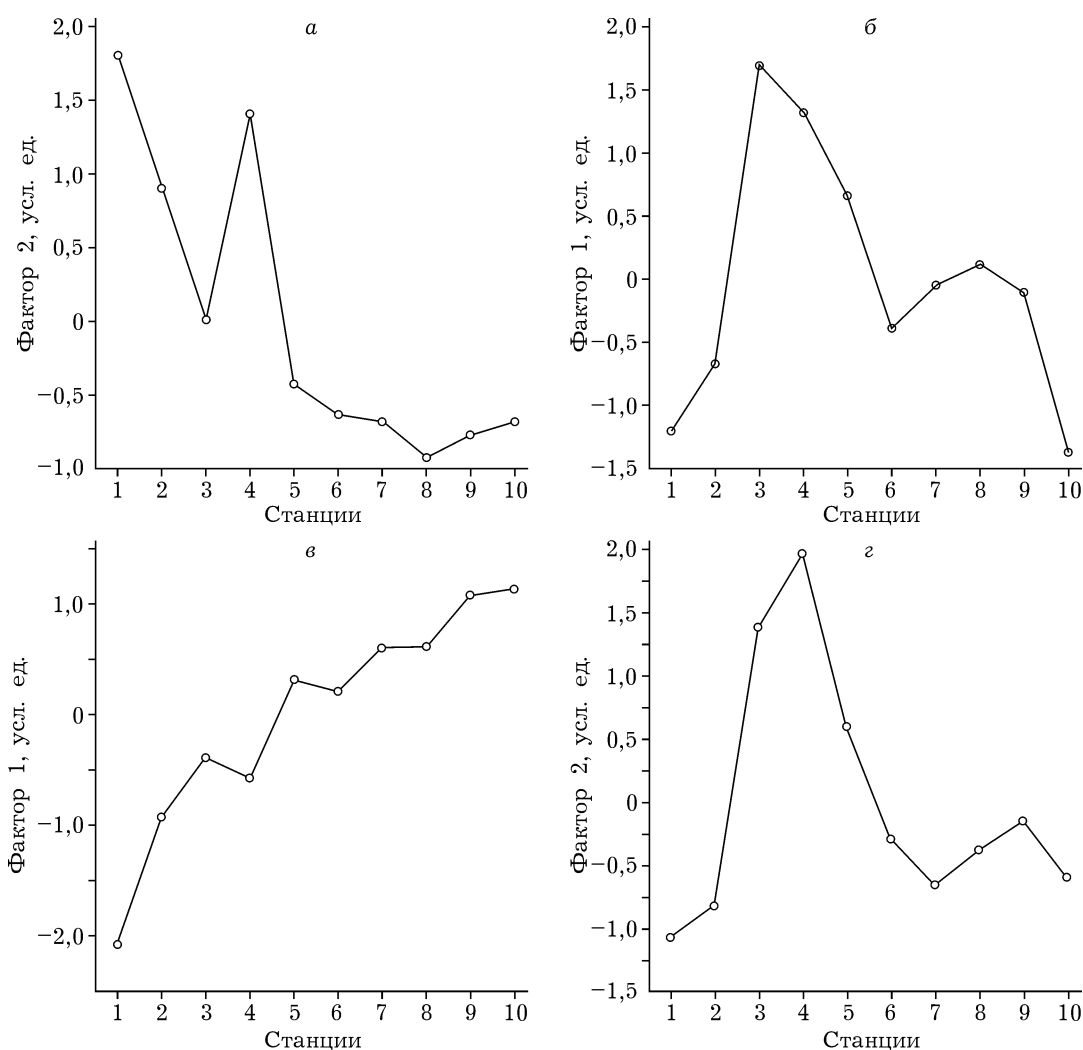 а
Фактор 2, усл. ед.
2,0
1,5
1,0
0,5
0
−0,5
−1,0
1 2 3 4 5 6 7 8 9 10
Станции
б
Фактор 1, усл. ед.
2,0
1,5
1,0
0,5
0
−0,5
−1,0
−1,5
1 2 3 4 5 6 7 8 9 10
Станции
в
Фактор 1, усл. ед.
1,0
0
−1,0
−2,0
1 2 3 4 5 6 7 8 9 10
Станции
г
Фактор 2, усл. ед.
2,0
1,5
1,0
0,5
0
−0,5
−1,0
−1,5
1 2 3 4 5 6 7 8 9 10
Станции